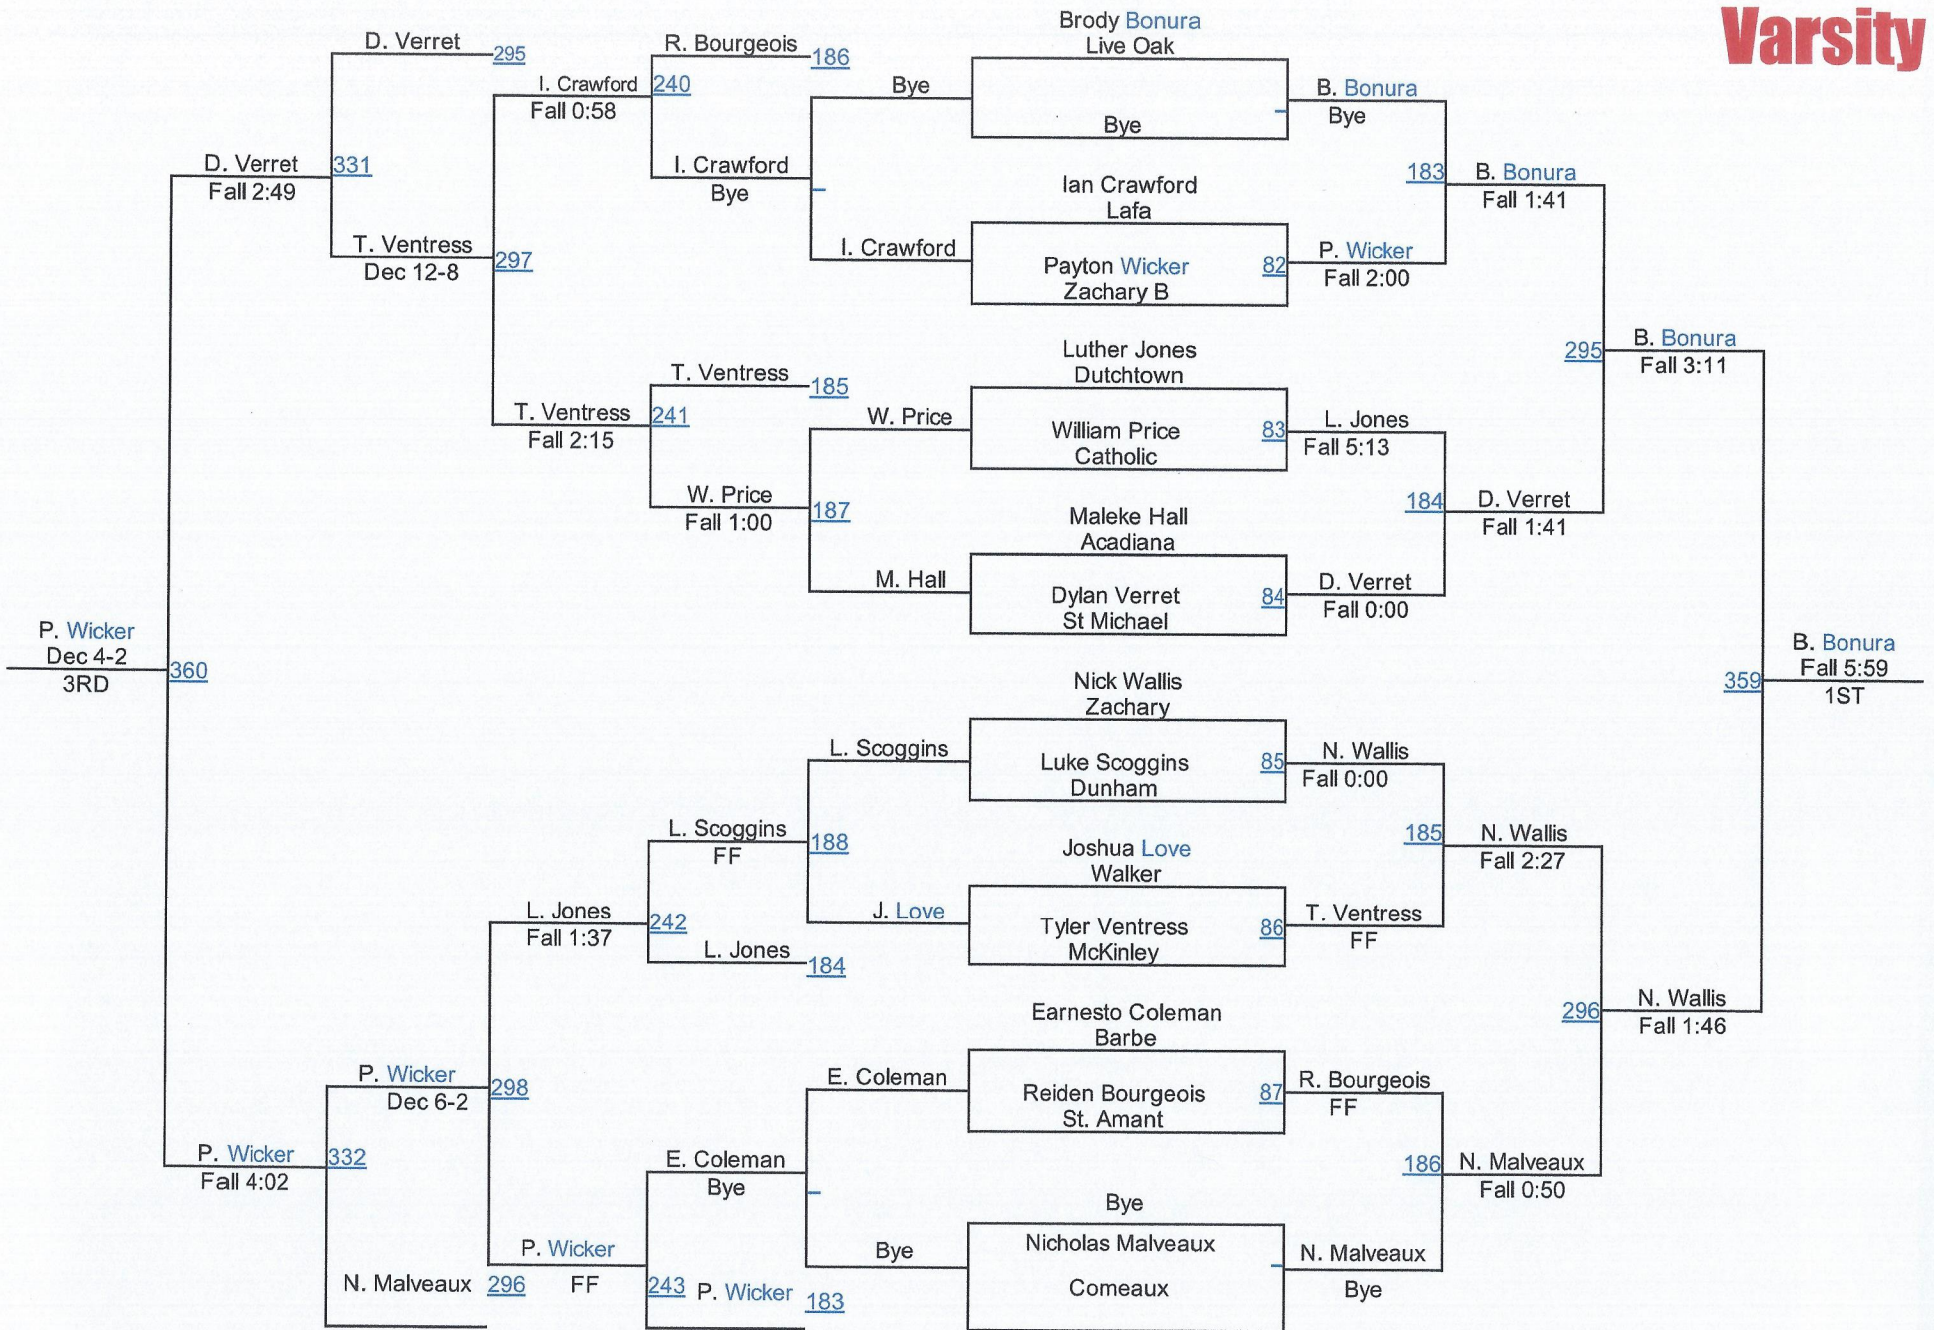 Varsity
Brody Bonura
Live Oak
D. Verret
295
R. Bourgeois
186
I. Crawford
240
Fall 0:58
Bye
Bye
B. Bonura
Bye
D. Verret
331
Fall 2:49
I. Crawford
Bye
Ian Crawford
Lafa
183
B. Bonura
Fall 1:41
T. Ventress
297
Dec 12-8
I. Crawford
Payton Wicker
82
Zachary B
P. Wicker
Fall 2:00
Luther Jones
Dutchtown
295
B. Bonura
Fall 3:11
T. Ventress
185
T. Ventress
241
Fall 2:15
W. Price
William Price
83
Catholic
L. Jones
Fall 5:13
W. Price
187
Fall 1:00
Maleke Hall
Acadiana
184
D. Verret
Fall 1:41
M. Hall
Dylan Verret
84
St Michael
D. Verret
Fall 0:00
P. Wicker
Dec 4-2
360
3RD
Nick Wallis
Zachary
359
B. Bonura
Fall 5:59
1ST
L. Scoggins
Luke Scoggins
85
Dunham
N. Wallis
Fall 0:00
L. Scoggins
188
FF
Joshua Love
Walker
185
N. Wallis
Fall 2:27
L. Jones
242
Fall 1:37
J. Love
Tyler Ventress
86
McKinley
T. Ventress
FF
L. Jones
184
Earnesto Coleman
Barbe
296
N. Wallis
Fall 1:46
P. Wicker
298
Dec 6-2
E. Coleman
Reiden Bourgeois
87
St. Amant
R. Bourgeois
FF
P. Wicker
332
Fall 4:02
E. Coleman
Bye
Bye
186
N. Malveaux
Fall 0:50
P. Wicker
FF
Bye
Nicholas Malveaux
Comeaux
N. Malveaux
Bye
N. Malveaux
296
243
P. Wicker
183